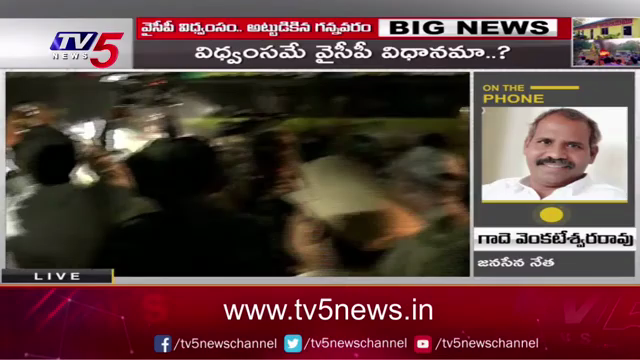 TV5
NEWS
వైసీపీ విధ్వంసం.. అట్టుడికిన గన్నవరం
BIG NEWS
విధ్వంసమే వైసీపీ విధానమా..?
ON THE
PHONE
గాదె వెంకటేశ్వరరావు
జనసేన నేత
LIVE
www.tv5news.in
/tv5newschannel
/tv5newschannel
/tv5newschannel